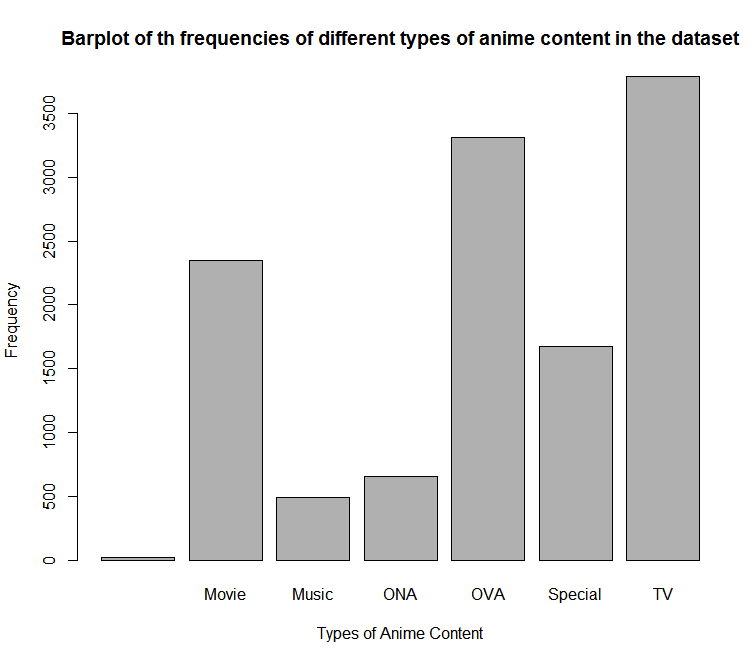 Barplot of th frequencies of different types of anime content in the dataset
3500
3000
2500
2000
1500
1000
500
0
Frequency
Movie Music ONA OVA Special TV
Types of Anime Content